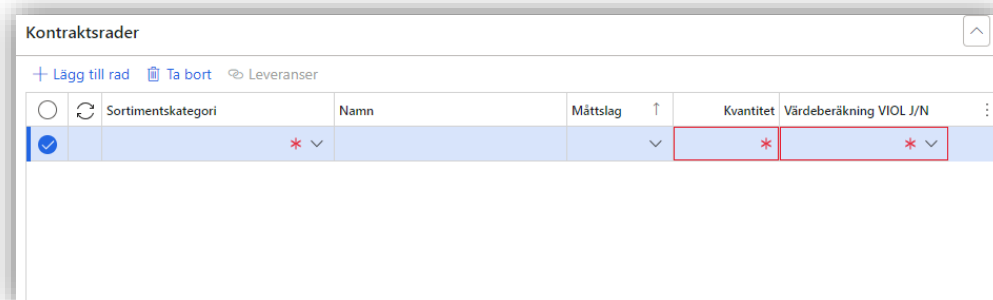 Kontraktsrader
Lägg till rad Ta bort Leveranser
Sortimentskategori Namn Måttslag ↑ Kvantitet Värdeberäkning VIOL J/N
* * *